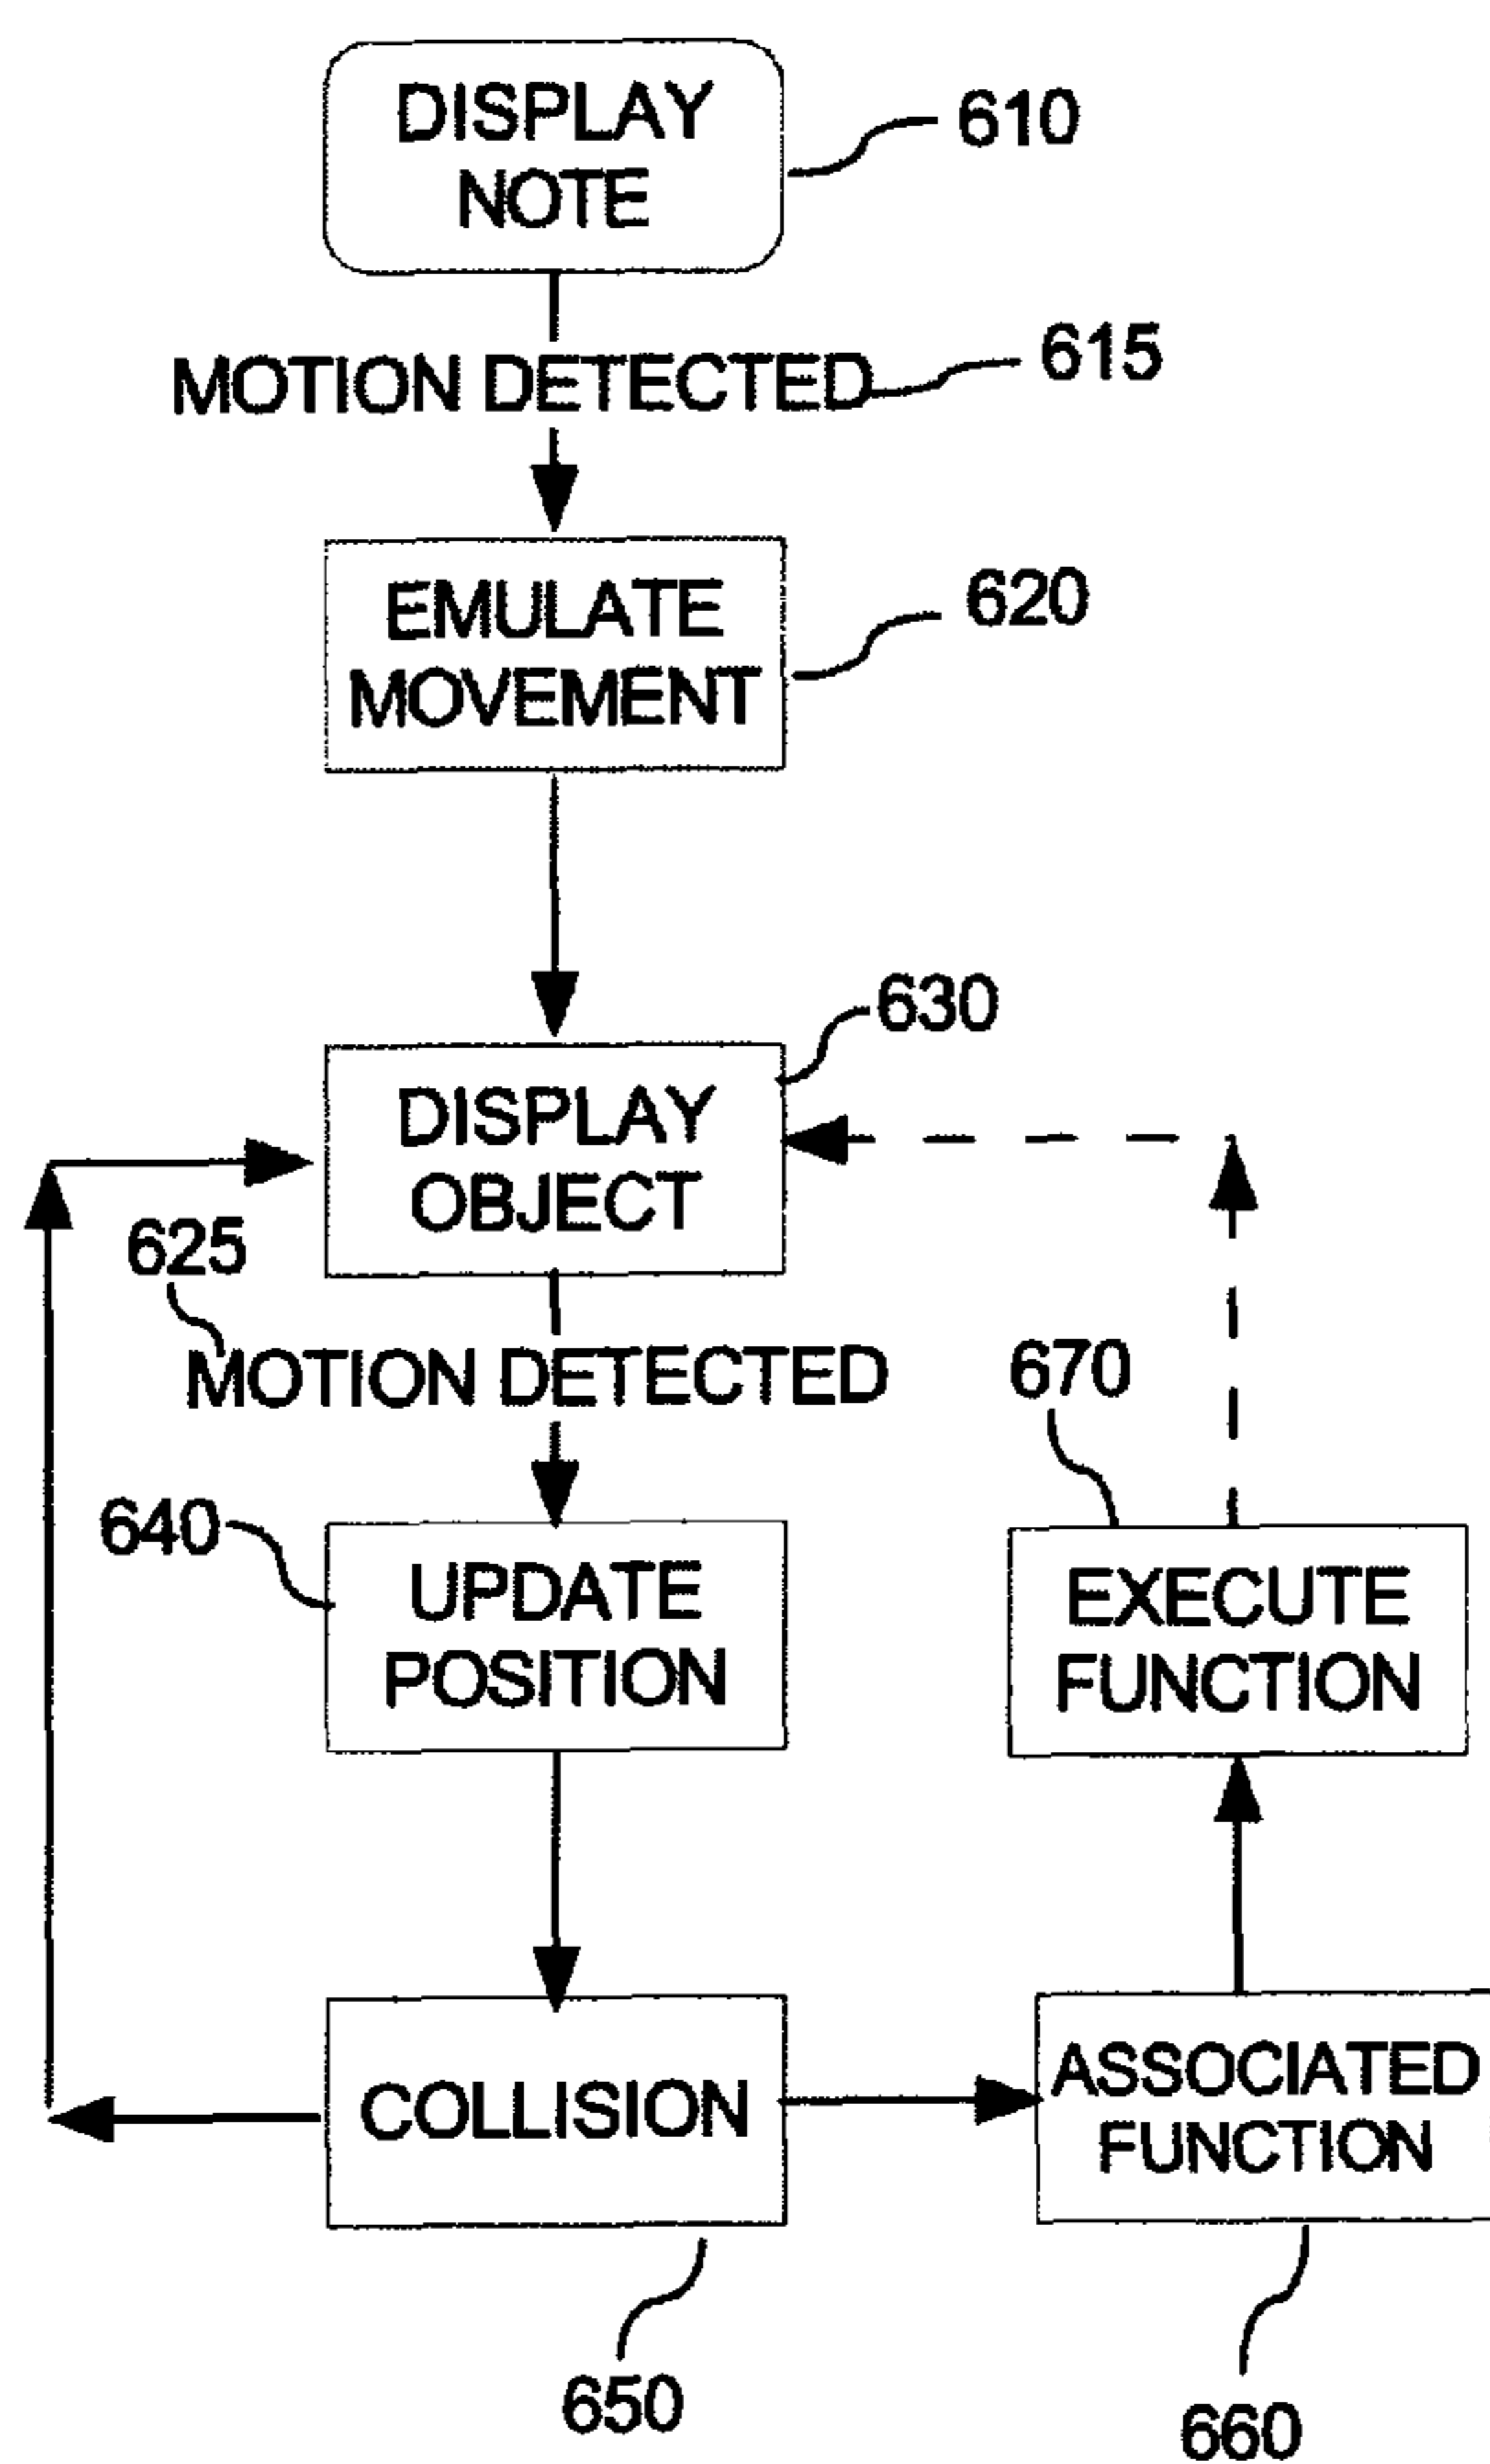 DISPLAY
NOTE
610
MOTION DETECTED
615
EMULATE
MOVEMENT
620
630
DISPLAY
OBJECT
625
MOTION DETECTED
670
640
UPDATE
POSITION
EXECUTE
FUNCTION
COLLISION
ASSOCIATED
FUNCTION
650
660